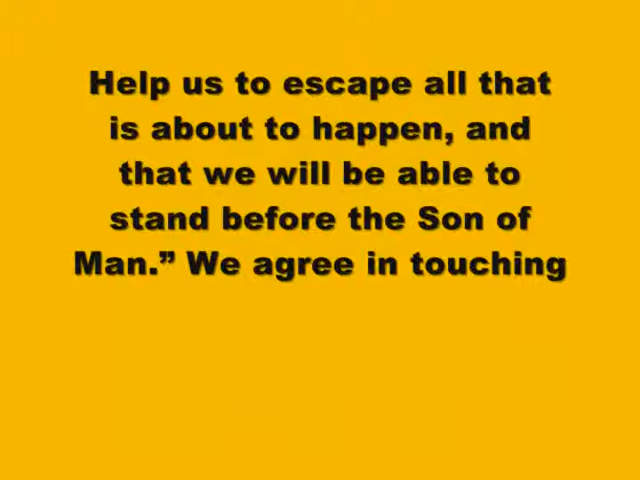 Help us to escape all that
is about to happen, and
that we will be able to
stand before the Son of
Man.” We agree in touching